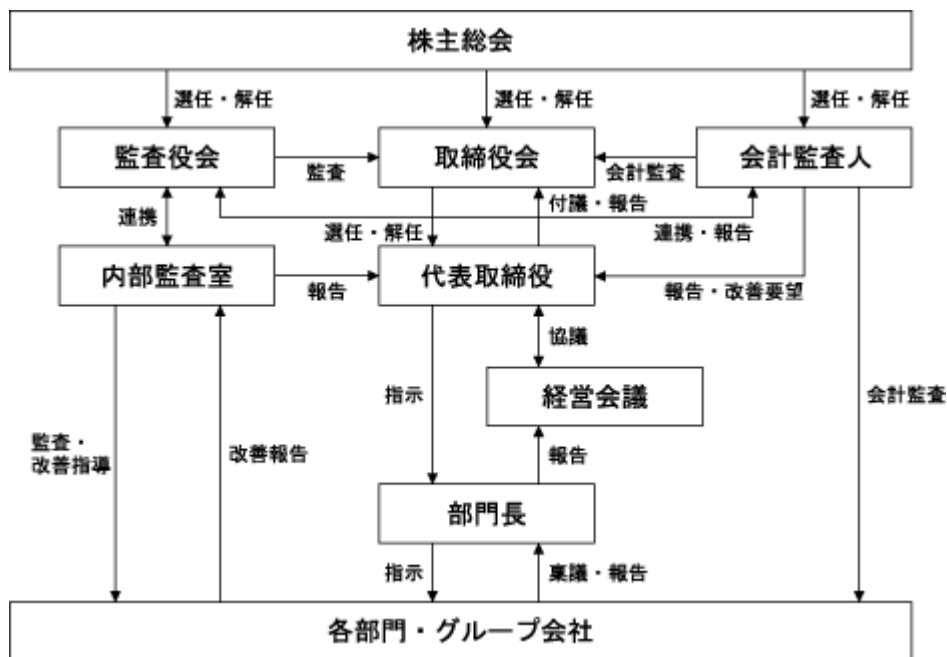 株主総会
選任・解任
選任・解任
選任・解任
監査役会
監査
取締役会
会計監査
会計監査人
連携
選任・解任
付議・報告
連携・報告
内部監査室
報告
代表取締役
報告・改善要望
協議
指示
経営会議
会計監査
監査・
改善指導
改善報告
報告
部門長
指示
稟議・報告
各部門・グループ会社